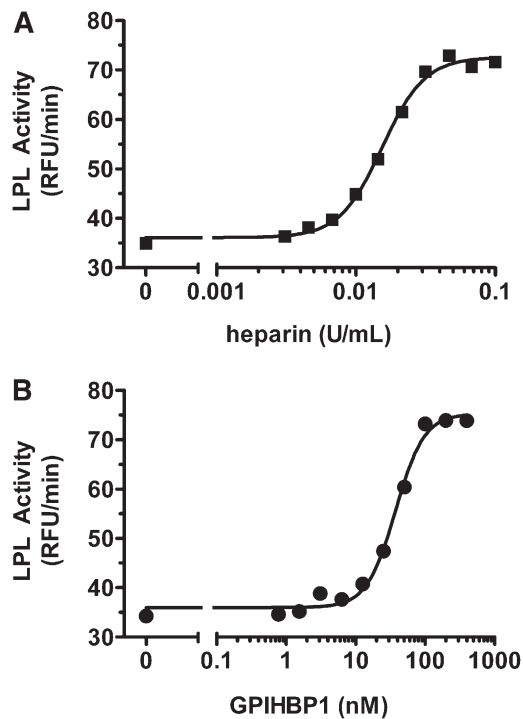 A
80
70
60
50
40
30
LPL Activity
(RFU/min)
0 0.001 0.01 0.1
heparin (U/mL)
B
80
70
60
50
40
30
LPL Activity
(RFU/min)
0 0.1 1 10 100 1000
GPIHBP1 (nM)